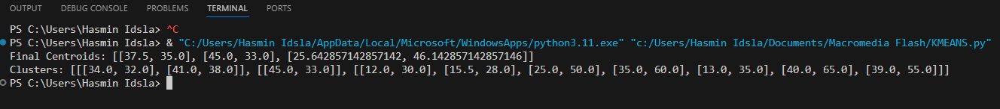 OUTPUT DEBUG CONSOLE PROBLEMS TERMINAL PORTS
PS C:\Users\Hasmin Idsla> ^C
PS C:\Users\Hasmin Idsla> & "C:/Users/Hasmin Idsla/AppData/Local/Microsoft/WindowsApps/python3.11.exe" "c:/Users/Hasmin Idsla/Documents/Macromedia Flash/KMEANS.py"
Final Centroids: [[37.5, 35.0], [45.0, 33.0], [25.642857142857142, 46.142857142857146]]
Clusters: [[[34.0, 32.0], [41.0, 38.0]], [[45.0, 33.0]], [[12.0, 30.0], [15.5, 28.0], [25.0, 50.0], [35.0, 60.0], [13.0, 35.0], [40.0, 65.0], [39.0, 55.0]]]
PS C:\Users\Hasmin Idsla>